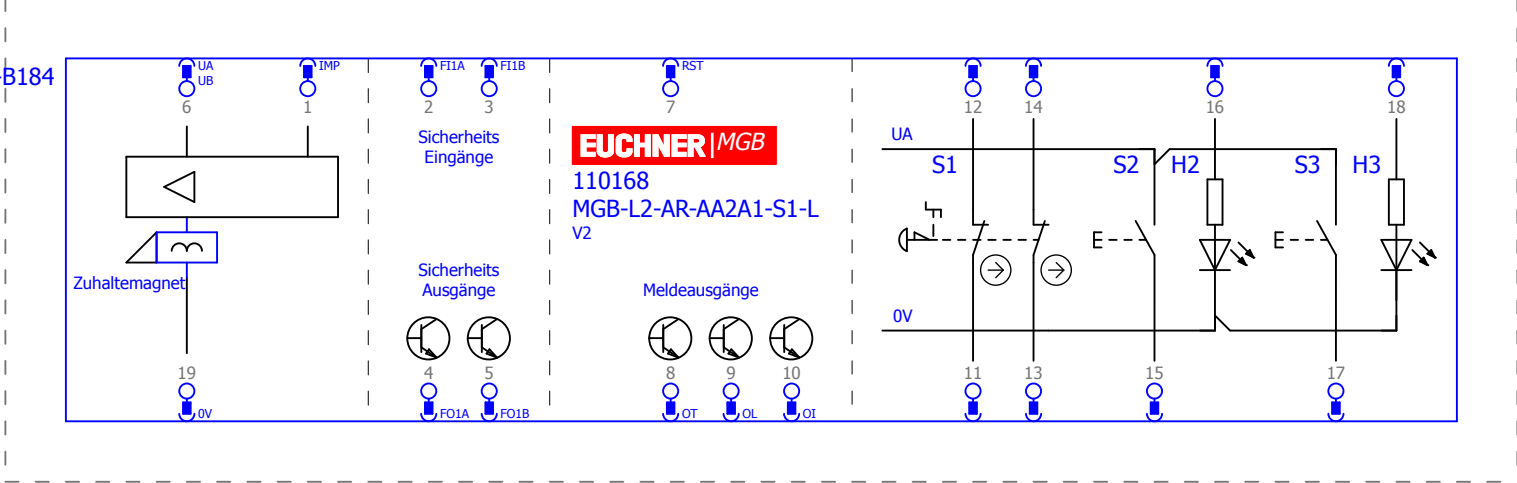 -B184
UA
UB
IMP
FI1A
FI1B
RST
6
1
2
3
7
12
14
16
18
Sicherheits
Eingänge
EUCHNER|MGB
110168
MGB-L2-AR-AA2A1-S1-L
V2
UA
S1
S2
H2
S3
H3
Zuhaltemagnet
Sicherheits
Ausgänge
Meldeausgänge
0V
19
4
5
8
9
10
11
13
15
17
0V
FO1A
FO1B
OT
OL
OI